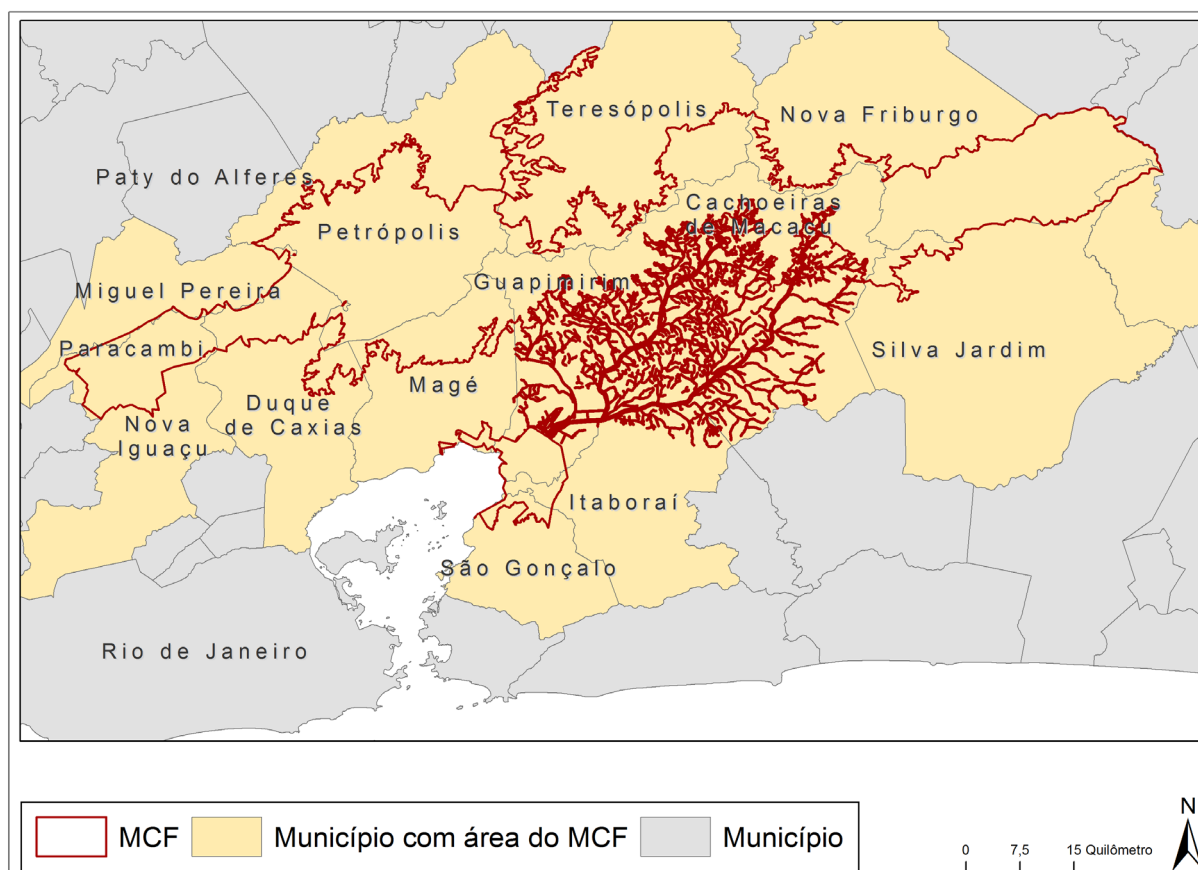 Teresópolis
Nova Friburgo
Paty do Alferes
Cachoeiras
de Macacu
Petrópolis
Guapimirim
Miguel Pereira
Paracambi
Silva Jardim
Magé
Duque
de Caxias
Nova
Iguaçu
Itaboraí
São Gonçalo
Rio de Janeiro
MCF
Município com área do MCF
Município
0 7,5 15 Quilômetro
N